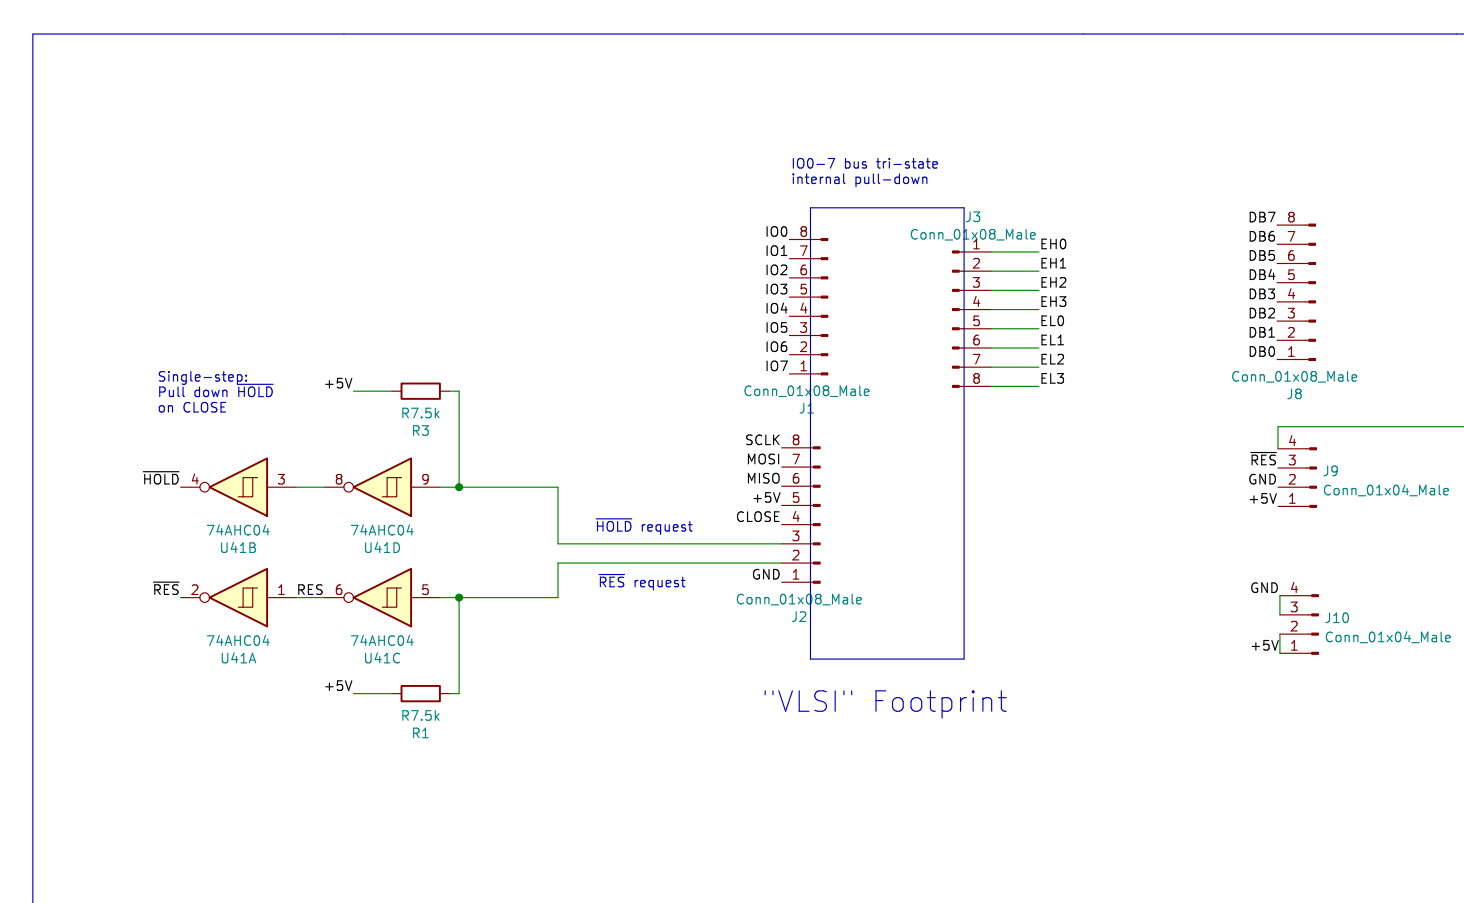 IO0-7 bus tri-state
internal pull-down
J3
Conn_01x08_Male
IO0 8
IO1 7
IO2 6
IO3 5
IO4 4
IO5 3
IO6 2
IO7 1
Conn_01x08_Male
J1
1 EH0
2 EH1
3 EH2
4 EH3
5 EL0
6 EL1
7 EL2
8 EL3
DB7 8
DB6 7
DB5 6
DB4 5
DB3 4
DB2 3
DB1 2
DB0 1
Conn_01x08_Male
J8
Single-step:
Pull down HOLD
on CLOSE
+5V
R7.5k
R3
HOLD 4
3
8
9
74AHC04
U41B
74AHC04
U41D
HOLD request
RES 2
1 RES 6
5
74AHC04
U41A
74AHC04
U41C
RES request
+5V
R7.5k
R1
SCLK 8
MOSI 7
MISO 6
+5V 5
CLOSE 4
3
2
GND 1
Conn_01x08_Male
J2
"VLSI" Footprint
4
RES 3
GND 2
+5V 1
J9
Conn_01x04_Male
GND 4
3
2
+5V 1
J10
Conn_01x04_Male